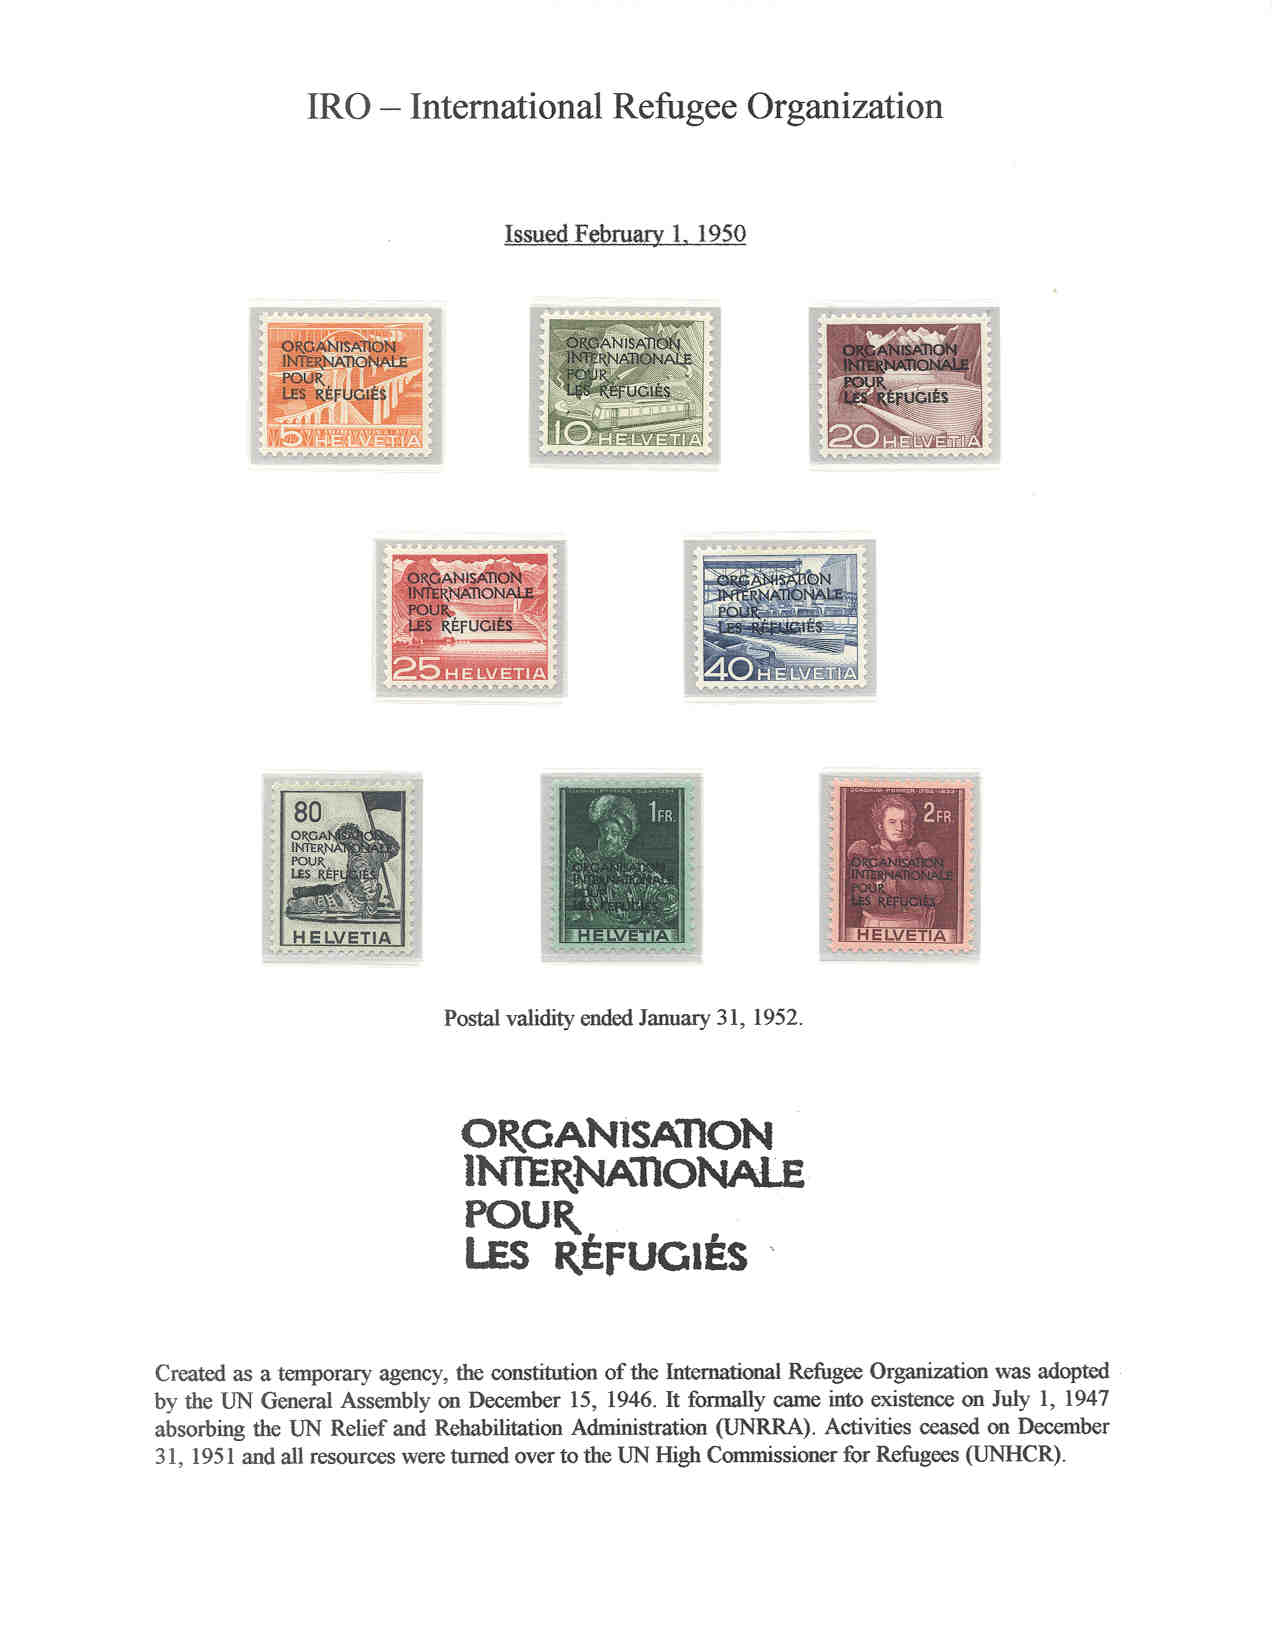 IRO – International Refugee Organization
Issued February 1, 1950
ORGANISATION
INTERNATIONALE
POUR
LES RÉFUGIÉS
5 HELVETIA
ORGANISATION
INTERNATIONALE
POUR
LES RÉFUGIÉS
10 HELVETIA
ORGANISATION
INTERNATIONALE
POUR
LES RÉFUGIÉS
20 HELVETIA
ORGANISATION
INTERNATIONALE
POUR
LES RÉFUGIÉS
25 HELVETIA
ORGANISATION
INTERNATIONALE
POUR
LES RÉFUGIÉS
40 HELVETIA
80
ORGANISATION
INTERNATIONALE
POUR
LES RÉFUGIÉS
HELVETIA
1FR.
ORGANISATION
INTERNATIONALE
POUR
LES RÉFUGIÉS
HELVETIA
2FR.
ORGANISATION
INTERNATIONALE
POUR
LES RÉFUGIÉS
HELVETIA
Postal validity ended January 31, 1952.
ORGANISATION
INTERNATIONALE
POUR
LES RÉFUGIÉS
Created as a temporary agency, the constitution of the International Refugee Organization was adopted
by the UN General Assembly on December 15, 1946. It formally came into existence on July 1, 1947
absorbing the UN Relief and Rehabilitation Administration (UNRRA). Activities ceased on December
31, 1951 and all resources were turned over to the UN High Commissioner for Refugees (UNHCR).